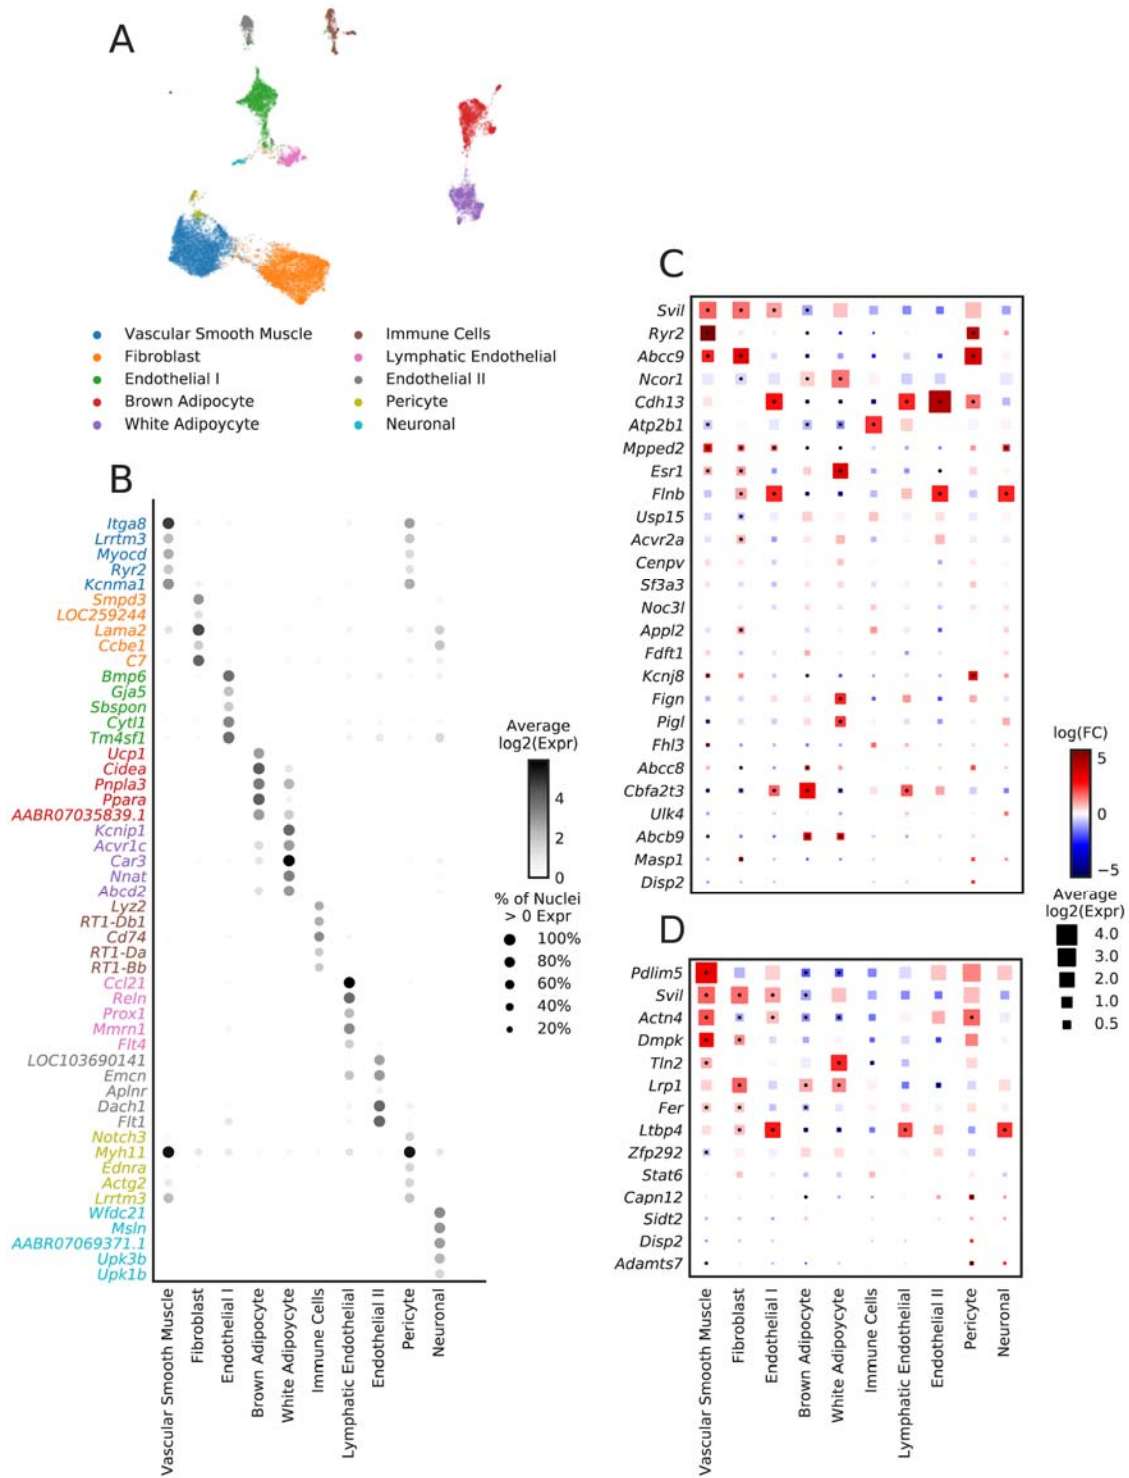 A
Vascular Smooth Muscle
Fibroblast
Endothelial I
Brown Adipocyte
White Adipoycyte
Immune Cells
Lymphatic Endothelial
Endothelial II
Pericyte
Neuronal
B
Itga8
Lrrtm3
Myocd
Ryr2
Kcnma1
Smpd3
LOC259244
Lama2
Ccbe1
C7
Bmp6
Gja5
Sbspon
Cytl1
Tm4sf1
Ucp1
Cidea
Pnpla3
Ppara
AABR07035839.1
Kcnip1
Acvr1c
Car3
Nnat
Abcd2
Lyz2
RT1-Db1
Cd74
RT1-Da
RT1-Bb
Ccl21
Reln
Prox1
Mmrn1
Flt4
LOC103690141
Emcn
Aplnr
Dach1
Flt1
Notch3
Myh11
Ednra
Actg2
Lrrtm3
Wfdc21
Msln
AABR07069371.1
Upk3b
Upk1b
Vascular Smooth Muscle
Fibroblast
Endothelial I
Brown Adipocyte
White Adipoycyte
Immune Cells
Lymphatic Endothelial
Endothelial II
Pericyte
Neuronal
Average
log2(Expr)
4
2
0
% of Nuclei
> 0 Expr
100%
80%
60%
40%
20%
C
Svil
Ryr2
Abcc9
Ncor1
Cdh13
Atp2b1
Mpped2
Esr1
Flnb
Usp15
Acvr2a
Cenpv
Sf3a3
Noc3l
Appl2
Fdft1
Kcnj8
Fign
Pigl
Fhl3
Abcc8
Cbfa2t3
Ulk4
Abcb9
Masp1
Disp2
log(FC)
5
0
−5
Average
log2(Expr)
4.0
3.0
2.0
1.0
0.5
D
Pdlim5
Svil
Actn4
Dmpk
Tln2
Lrp1
Fer
Ltbp4
Zfp292
Stat6
Capn12
Sidt2
Disp2
Adamts7
Vascular Smooth Muscle
Fibroblast
Endothelial I
Brown Adipocyte
White Adipoycyte
Immune Cells
Lymphatic Endothelial
Endothelial II
Pericyte
Neuronal